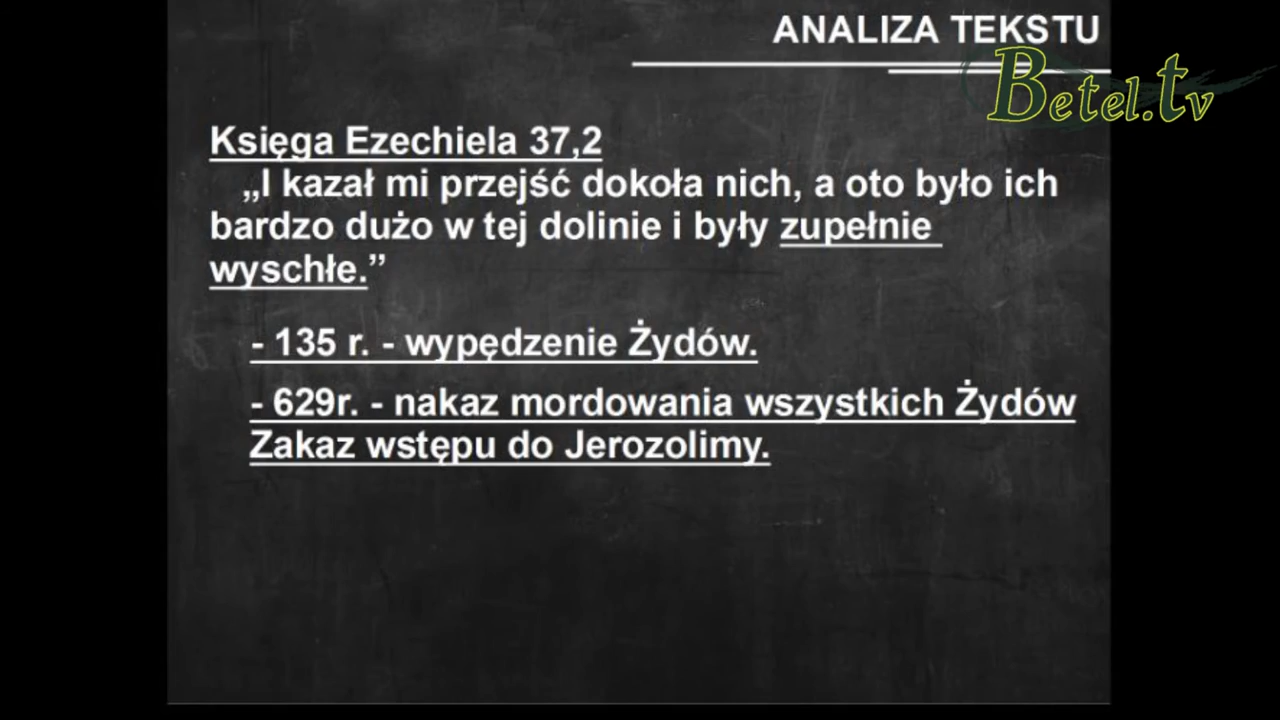 ANALIZA TEKSTU
Betel.tv
Księga Ezechiela 37,2
„I kazał mi przejść dokoła nich, a oto było ich
bardzo dużo w tej dolinie i były zupełnie
wyschłe.”
- 135 r. - wypędzenie Żydów.
- 629r. - nakaz mordowania wszystkich Żydów
Zakaz wstępu do Jerozolimy.